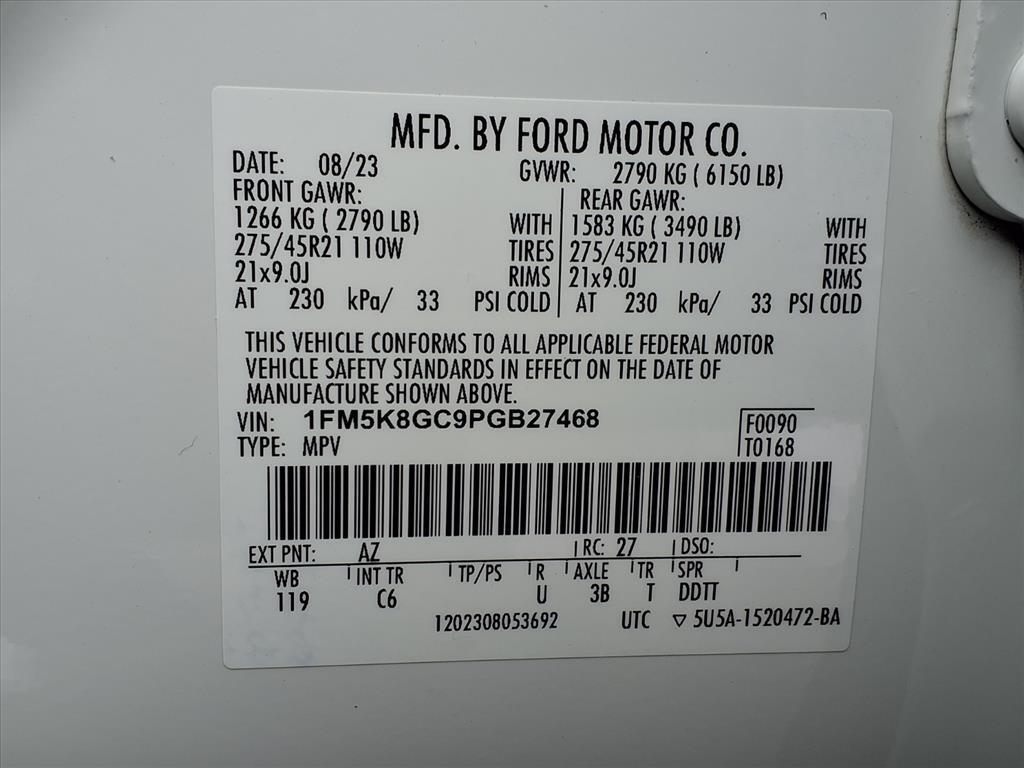 MFD. BY FORD MOTOR CO.
DATE: 08/23 GVWR: 2790 KG ( 6150 LB)
FRONT GAWR: REAR GAWR:
1266 KG ( 2790 LB) WITH 1583 KG ( 3490 LB) WITH
275/45R21 110W TIRES 275/45R21 110W TIRES
21x9.0J RIMS 21x9.0J RIMS
AT 230 kPa/ 33 PSI COLD AT 230 kPa/ 33 PSI COLD
THIS VEHICLE CONFORMS TO ALL APPLICABLE FEDERAL MOTOR
VEHICLE SAFETY STANDARDS IN EFFECT ON THE DATE OF
MANUFACTURE SHOWN ABOVE.
VIN: 1FM5K8GC9PGB27468 F0090
TYPE: MPV T0168
EXT PNT: AZ RC: 27 DSO:
WB INT TR TP/PS R AXLE TR SPR
119 C6 U 3B T DDTT
1202308053692 UTC ▽ 5U5A-1520472-BA